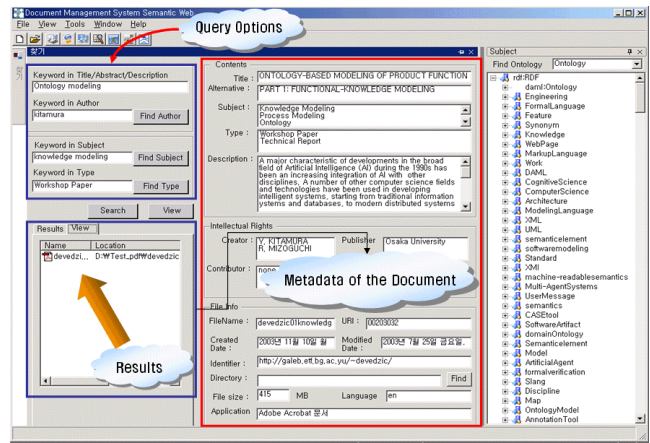 Document Management System Semantic Web
File View Tools Window Help
Query Options
찾기
Keyword in Title/Abstract/Description
Ontology modeling
Keyword in Author
kitamura
Find Author
Keyword in Subject
knowledge modeling
Find Subject
Keyword in Type
Workshop Paper
Find Type
Search
View
Results
View
Name
Location
devedzi,..
D:₩Test_pdf₩devedzic
Results
Contents
Title :
ONTOLOGY-BASED MODELING OF PRODUCT FUNCTION
Alternative :
PART 1: FUNCTIONAL-KNOWLEDGE MODELING
Subject :
Knowledge Modeling
Process Modeling
Ontology
Type :
Workshop Paper
Technical Report
Description :
A major characteristic of developments in the broad
field of Artificial Intelligence (AI) during the 1990s has
been an increasing integration of AI with other
disciplines, A number of other computer science fields
and technologies have been used in developing
intelligent systems, starting from traditional information
systems and databases, to modern distributed systems
Intellectual Rights
Creator :
Y, KITAMURA
R, MIZOGUCHI
Publisher
Osaka University
Contributor :
none
Metadata of the Document
File Info
FileName :
devedzic01knowledg
URI :
00203032
Created
Date :
2003년 11월 10일 월
Modified
Date :
2003년 7월 25일 금요일,
Identifier :
http://galeb,etf,bg,ac,yu/~devedzic/
Directory :
Find
File size :
415
MB
Language
en
Application
Adobe Acrobat 문서
Subject
Find Ontology
Ontology
rdf:RDF
daml:Ontology
Engineering
FormalLanguage
Feature
Synonym
Knowledge
WebPage
MarkupLanguage
Work
DAML
CognitiveScience
ComputerScience
Architecture
ModelingLanguage
XML
UML
semanticelement
softwaremodeling
Standard
XMI
machine-readablesemantics
Multi-AgentSystems
UserMessage
semantics
CASEtool
SoftwareArtifact
domainOntology
Semanticelement
Model
ArtificialAgent
formalverification
Slang
Discipline
Map
OntologyModel
AnnotationTool